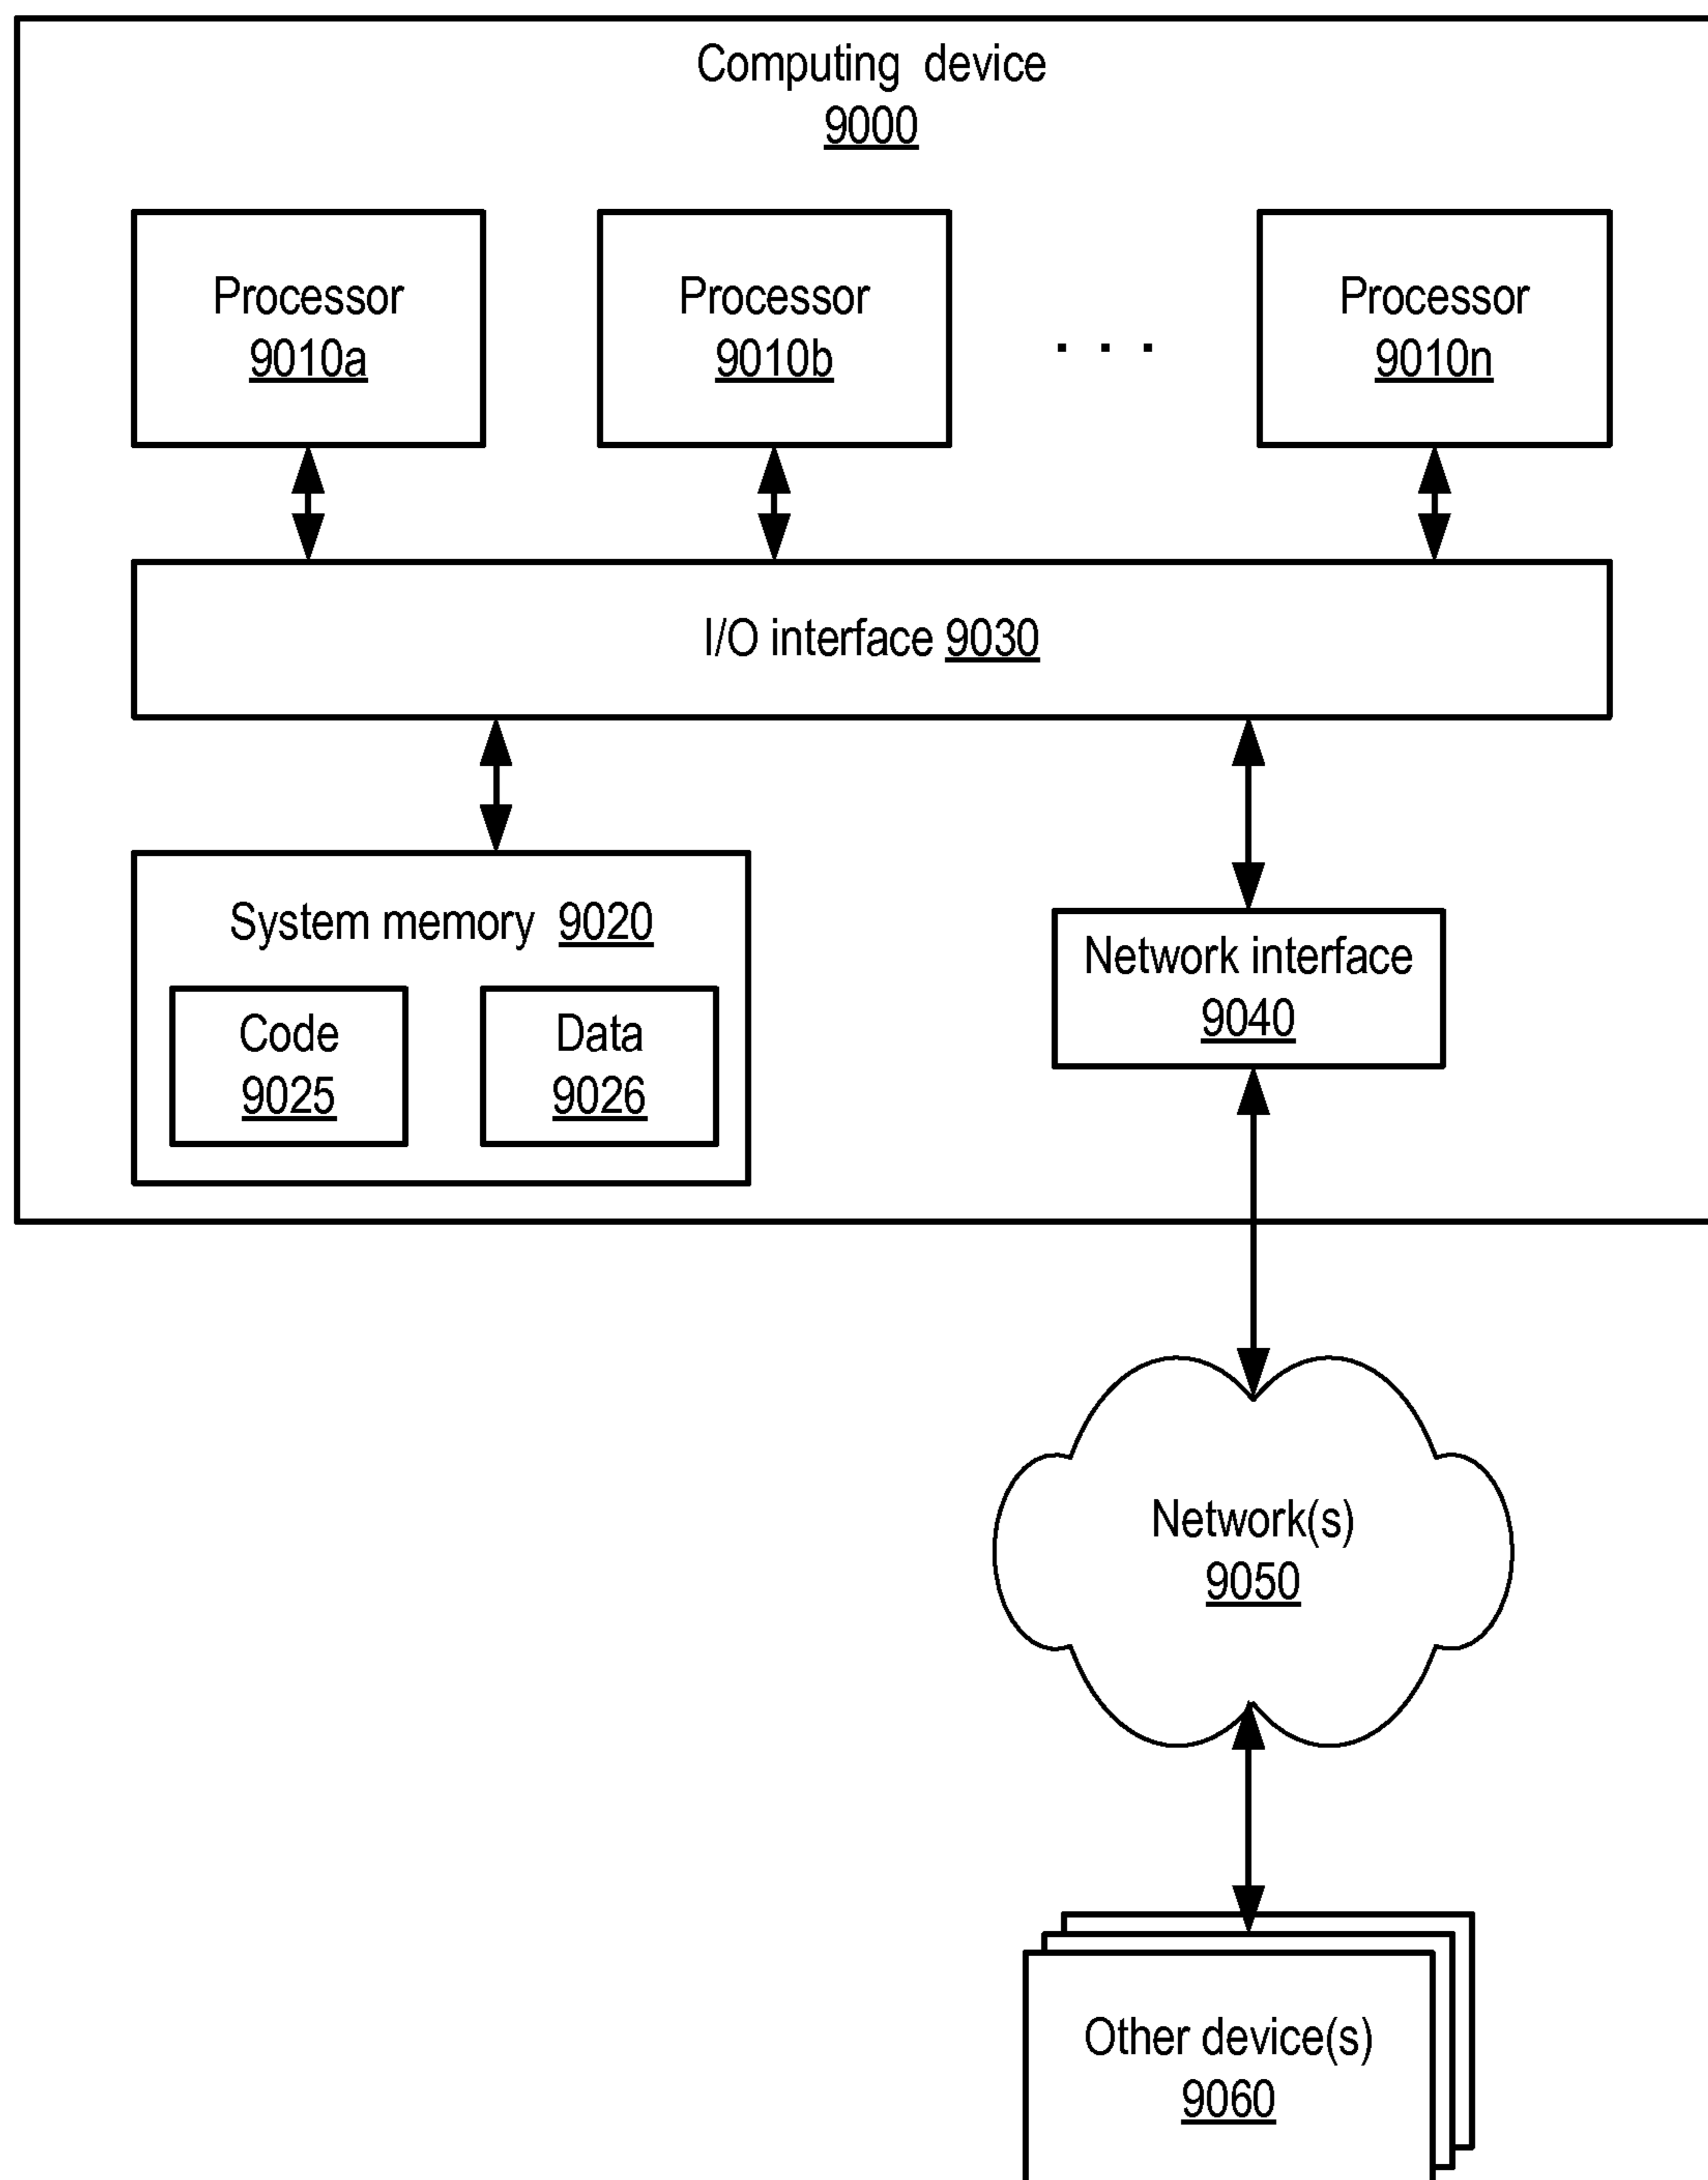 Computing device
9000
Processor
9010a
Processor
9010b
. . .
Processor
9010n
I/O interface 9030
System memory 9020
Code
9025
Data
9026
Network interface
9040
Network(s)
9050
Other device(s)
9060